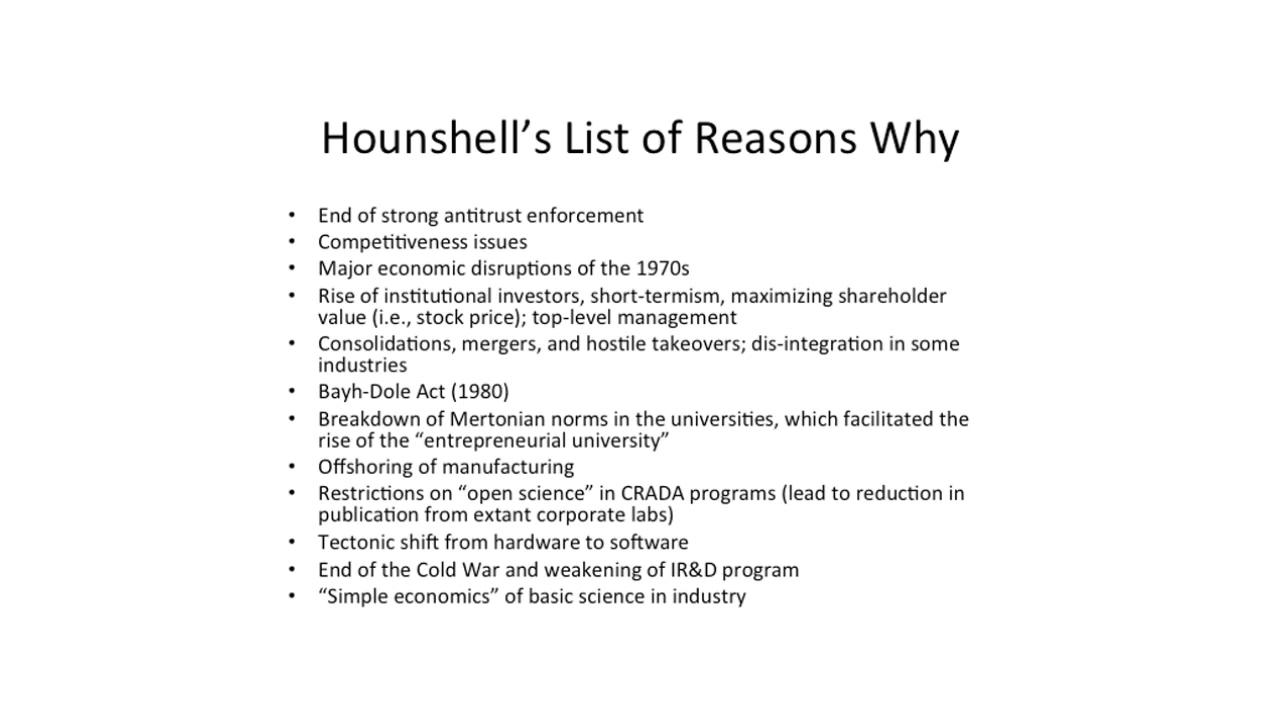 Hounshell’s List of Reasons Why
• End of strong antitrust enforcement
• Competitiveness issues
• Major economic disruptions of the 1970s
• Rise of institutional investors, short-termism, maximizing shareholder
value (i.e., stock price); top-level management
• Consolidations, mergers, and hostile takeovers; dis-integration in some
industries
• Bayh-Dole Act (1980)
• Breakdown of Mertonian norms in the universities, which facilitated the
rise of the “entrepreneurial university”
• Offshoring of manufacturing
• Restrictions on “open science” in CRADA programs (lead to reduction in
publication from extant corporate labs)
• Tectonic shift from hardware to software
• End of the Cold War and weakening of IR&D program
• “Simple economics” of basic science in industry